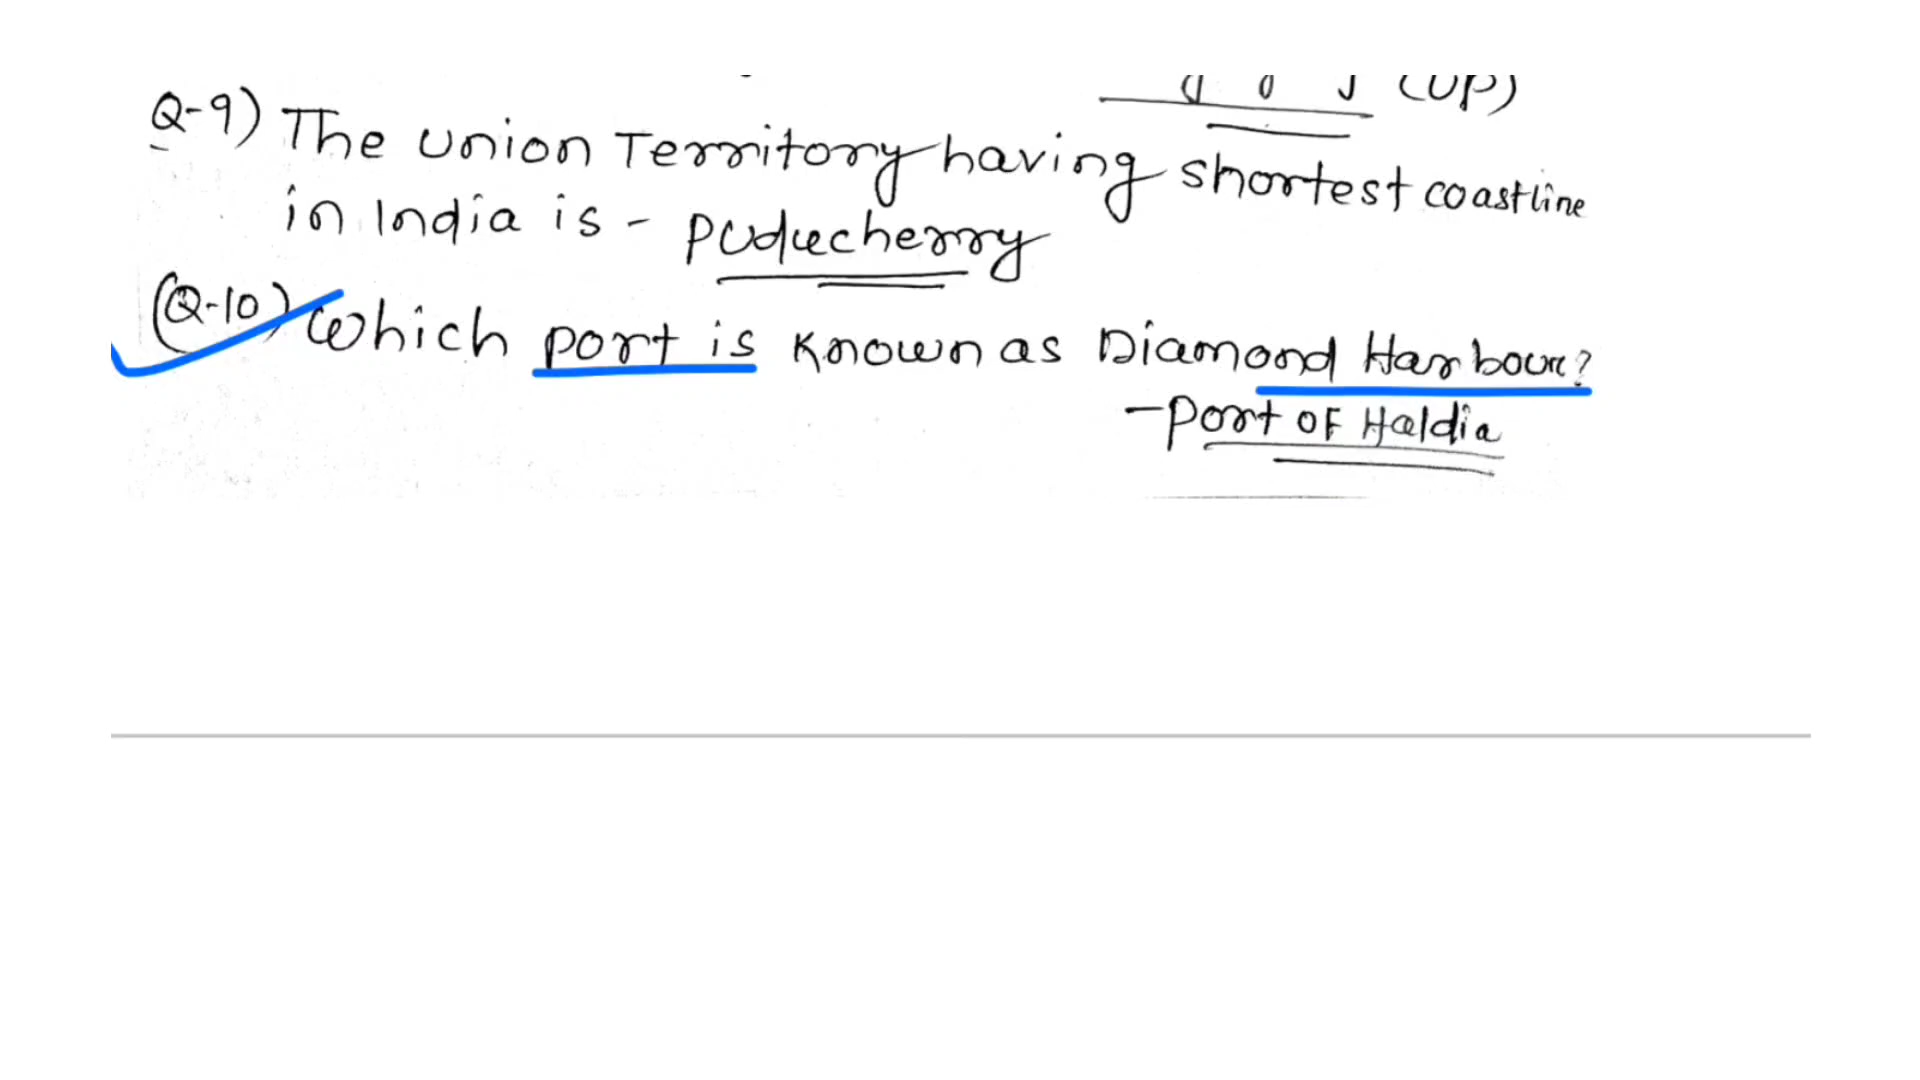 (UP)
Q-9) The Union Territory having shortest coastline
in India is - Puducherry
(Q-10) Which port is known as Diamond Harbour?
- Port OF Haldia